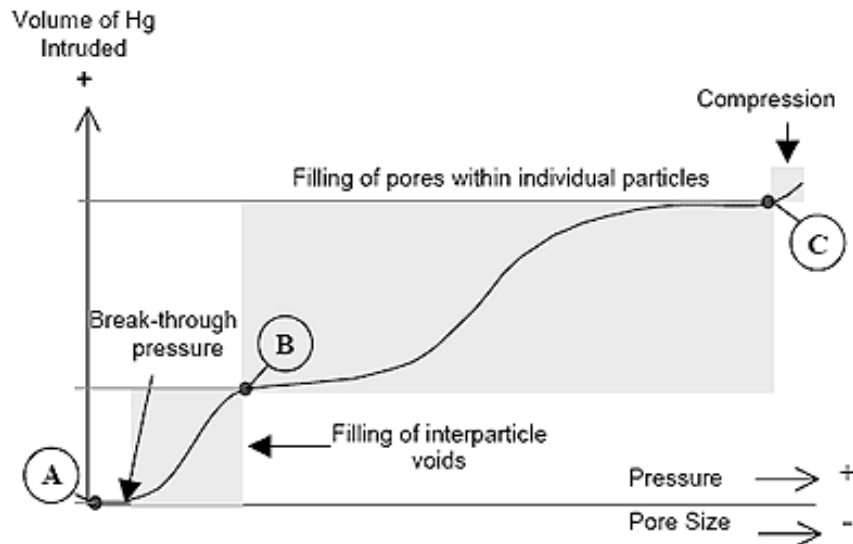 Volume of Hg
Intruded
+
Compression
Filling of pores within individual particles
C
Break-through
pressure
B
Filling of interparticle
voids
A
Pressure +
Pore Size -